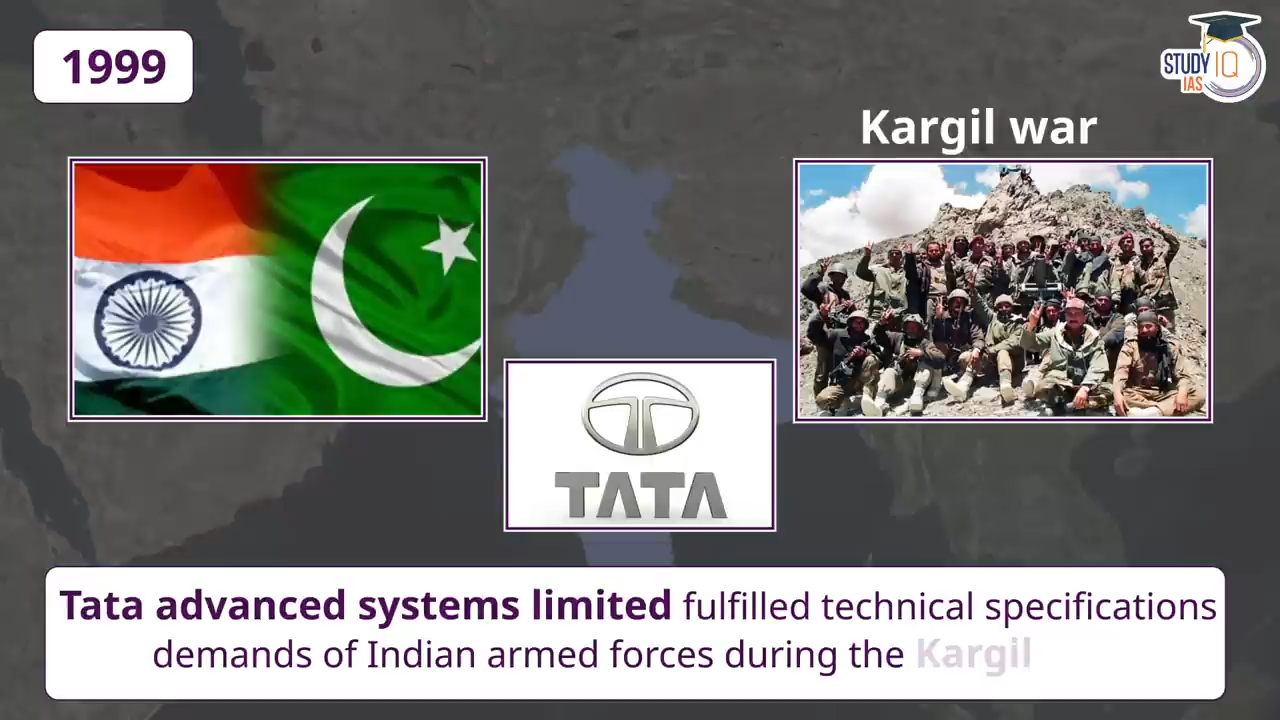 1999
STUDY IQ
IAS
Kargil war
TATA
Tata advanced systems limited fulfilled technical specifications
demands of Indian armed forces during the Kargil